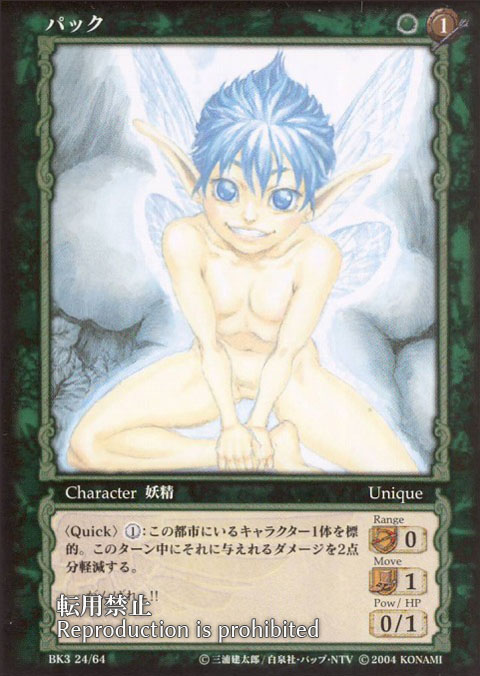 パック
1
Character 妖精
Unique
〈Quick〉①:この都市にいるキャラクター1体を標
的。このターン中にそれに与えれるダメージを2点
分軽減する。
Range
0
Move
1
Pow/ HP
0/1
転用禁止
Reproduction is prohibited
BK3 24/64
©三浦建太郎/白泉社・バップ・NTV ©2004 KONAMI